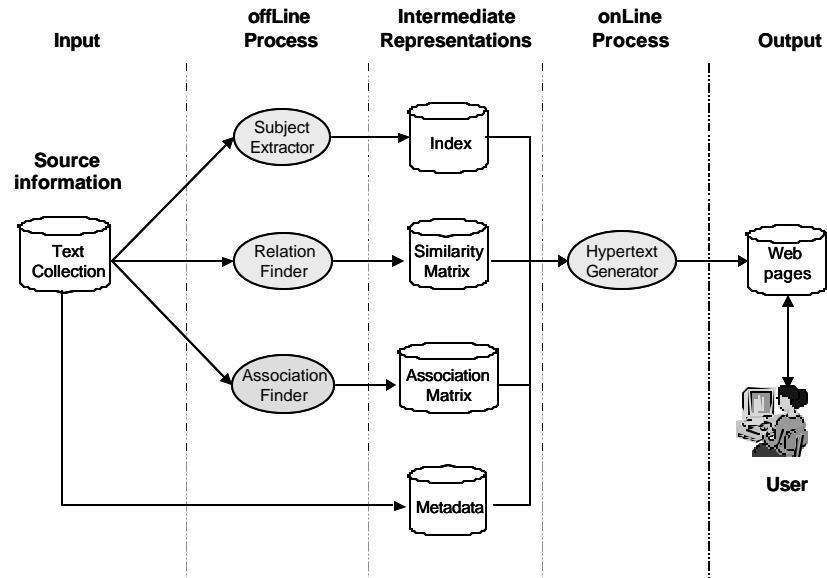 Input
offLine
Process
Intermediate
Representations
onLine
Process
Output
Source
information
Text
Collection
Subject
Extractor
Index
Relation
Finder
Similarity
Matrix
Hypertext
Generator
Web
pages
Association
Finder
Association
Matrix
Metadata
User